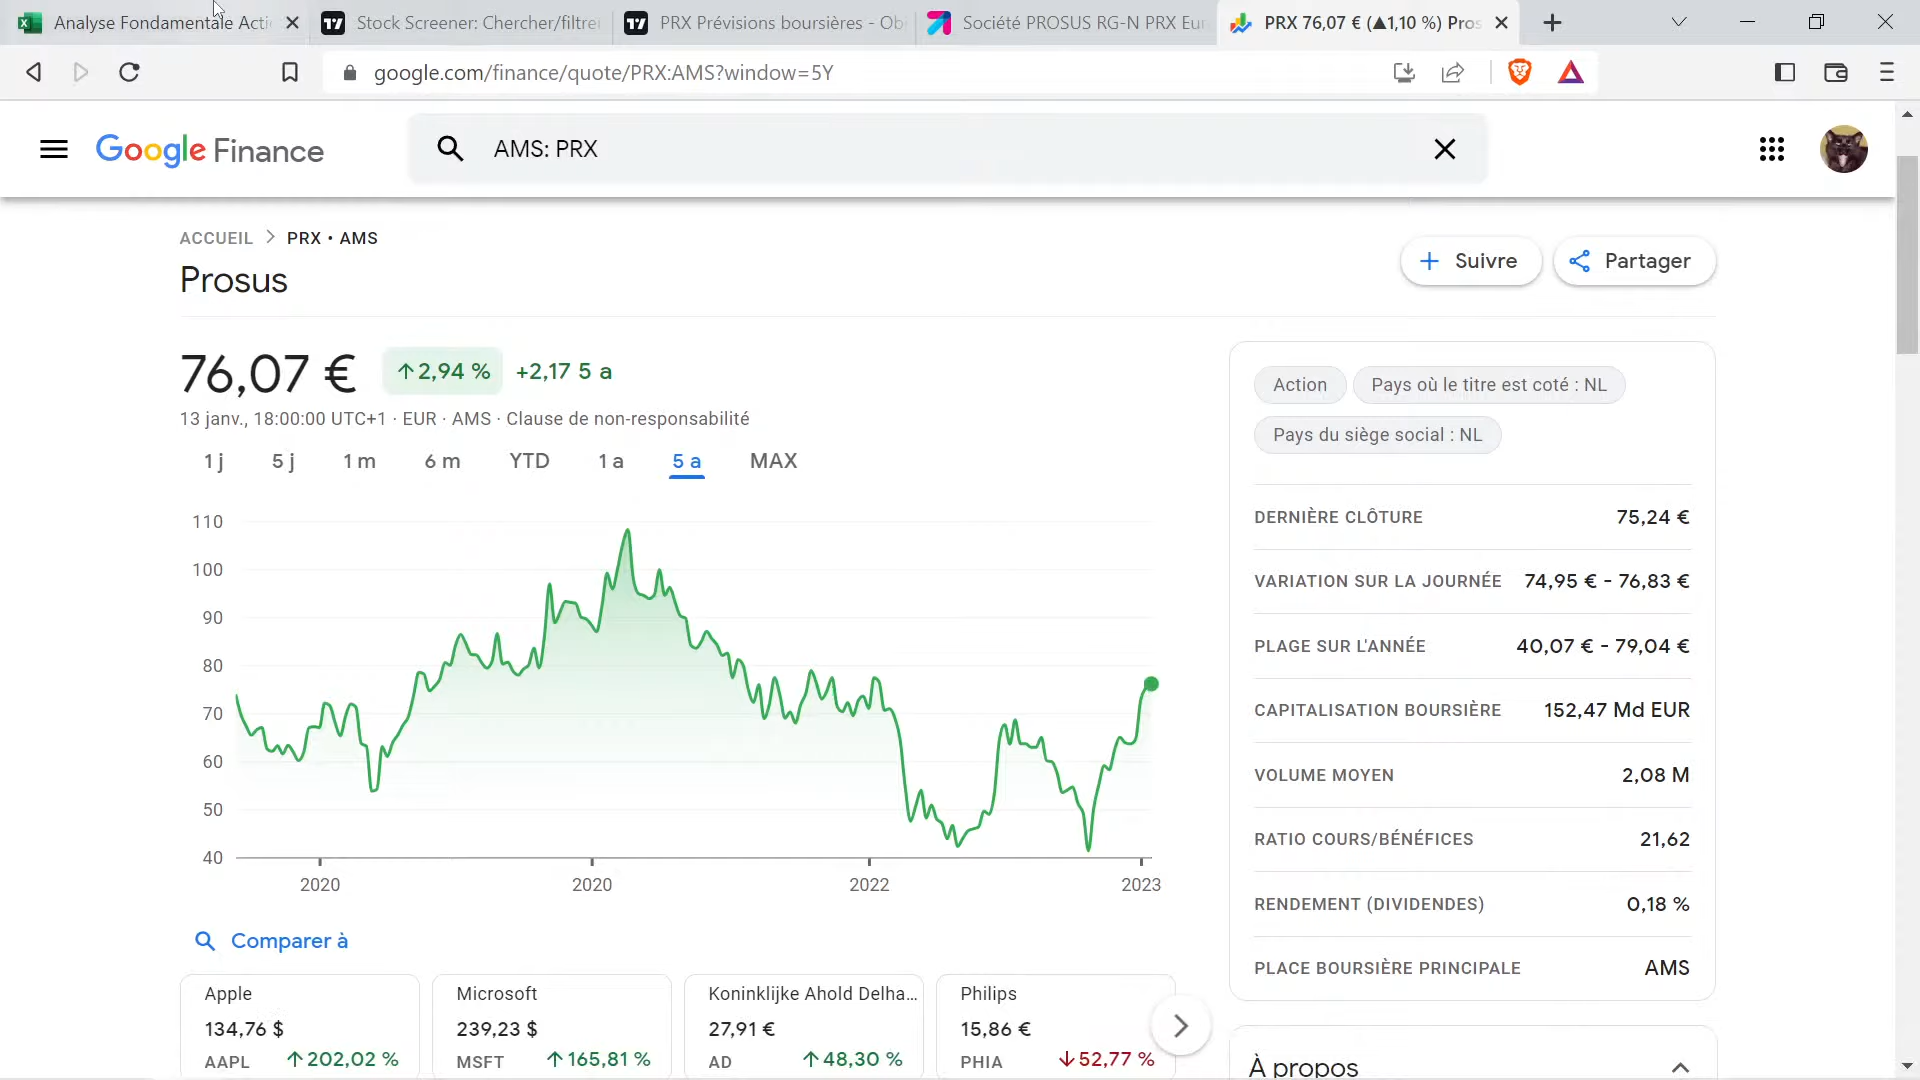 Analyse Fondamentale Acti
Stock Screener: Chercher/filtrer
PRX Prévisions boursières - Ob
Société PROSUS RG-N PRX Eur
PRX 76,07 € (▲1,10 %) Pros
google.com/finance/quote/PRX:AMS?window=5Y
Google Finance
AMS: PRX
ACCUEIL > PRX • AMS
Prosus
+ Suivre
Partager
76,07 €
↑2,94 %
+2,17 5 a
13 janv., 18:00:00 UTC+1 · EUR · AMS · Clause de non-responsabilité
1 j
5 j
1 m
6 m
YTD
1 a
5 a
MAX
110
100
90
80
70
60
50
40
2020
2020
2022
2023
Action
Pays où le titre est coté : NL
Pays du siège social : NL
DERNIÈRE CLÔTURE 75,24 €
VARIATION SUR LA JOURNÉE 74,95 € - 76,83 €
PLAGE SUR L'ANNÉE 40,07 € - 79,04 €
CAPITALISATION BOURSIÈRE 152,47 Md EUR
VOLUME MOYEN 2,08 M
RATIO COURS/BÉNÉFICES 21,62
RENDEMENT (DIVIDENDES) 0,18 %
PLACE BOURSIÈRE PRINCIPALE AMS
Comparer à
Apple
134,76 $
AAPL ↑202,02 %
Microsoft
239,23 $
MSFT ↑165,81 %
Koninklijke Ahold Delha...
27,91 €
AD ↑48,30 %
Philips
15,86 €
PHIA ↓52,77 %
À propos